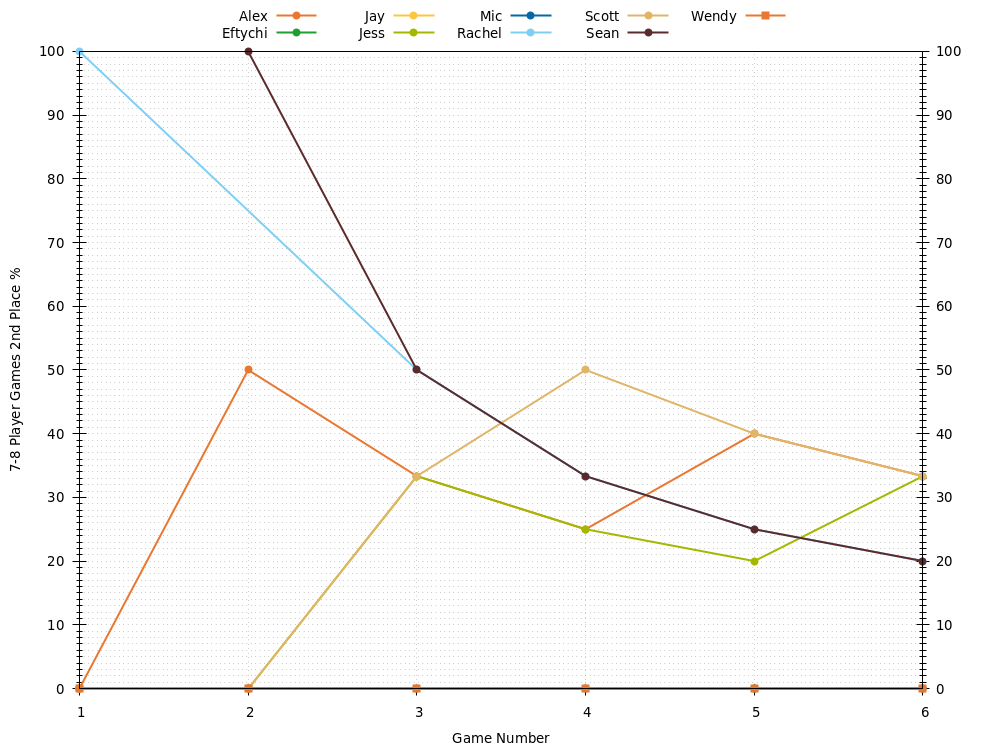 Alex Jay Mic Scott Wendy
Eftychi Jess Rachel Sean
100 100
90 90
80 80
70 70
60 60
50 50
40 40
30 30
20 20
10 10
0 0
7-8 Player Games 2nd Place %
1 2 3 4 5 6
Game Number